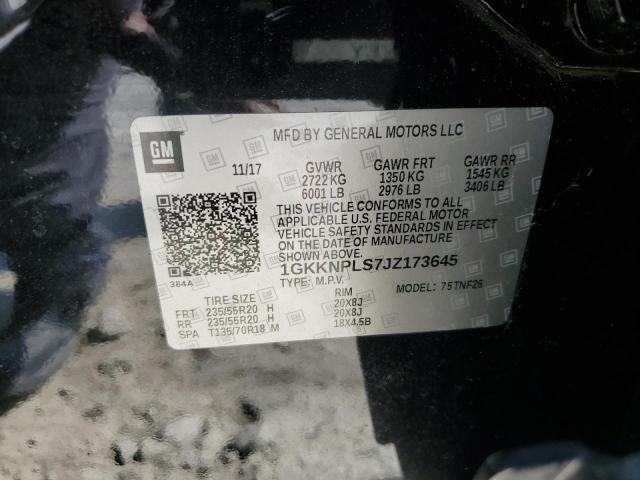 MFD BY GENERAL MOTORS LLC
GM
11/17 GVWR GAWR FRT GAWR RR
2722 KG 1350 KG 1545 KG
6001 LB 2976 LB 3406 LB
THIS VEHICLE CONFORMS TO ALL
APPLICABLE U.S. FEDERAL MOTOR
VEHICLE SAFETY STANDARDS IN EFFECT
ON THE DATE OF MANUFACTURE
SHOWN ABOVE.
1GKKNPLS7JZ173645
384A TYPE: M.P.V. MODEL: 75TNF26
TIRE SIZE RIM
FRT 235/55R20 H 20X8J
RR 235/55R20 H 20X8J
SPA T135/70R18 M 18X4.5B